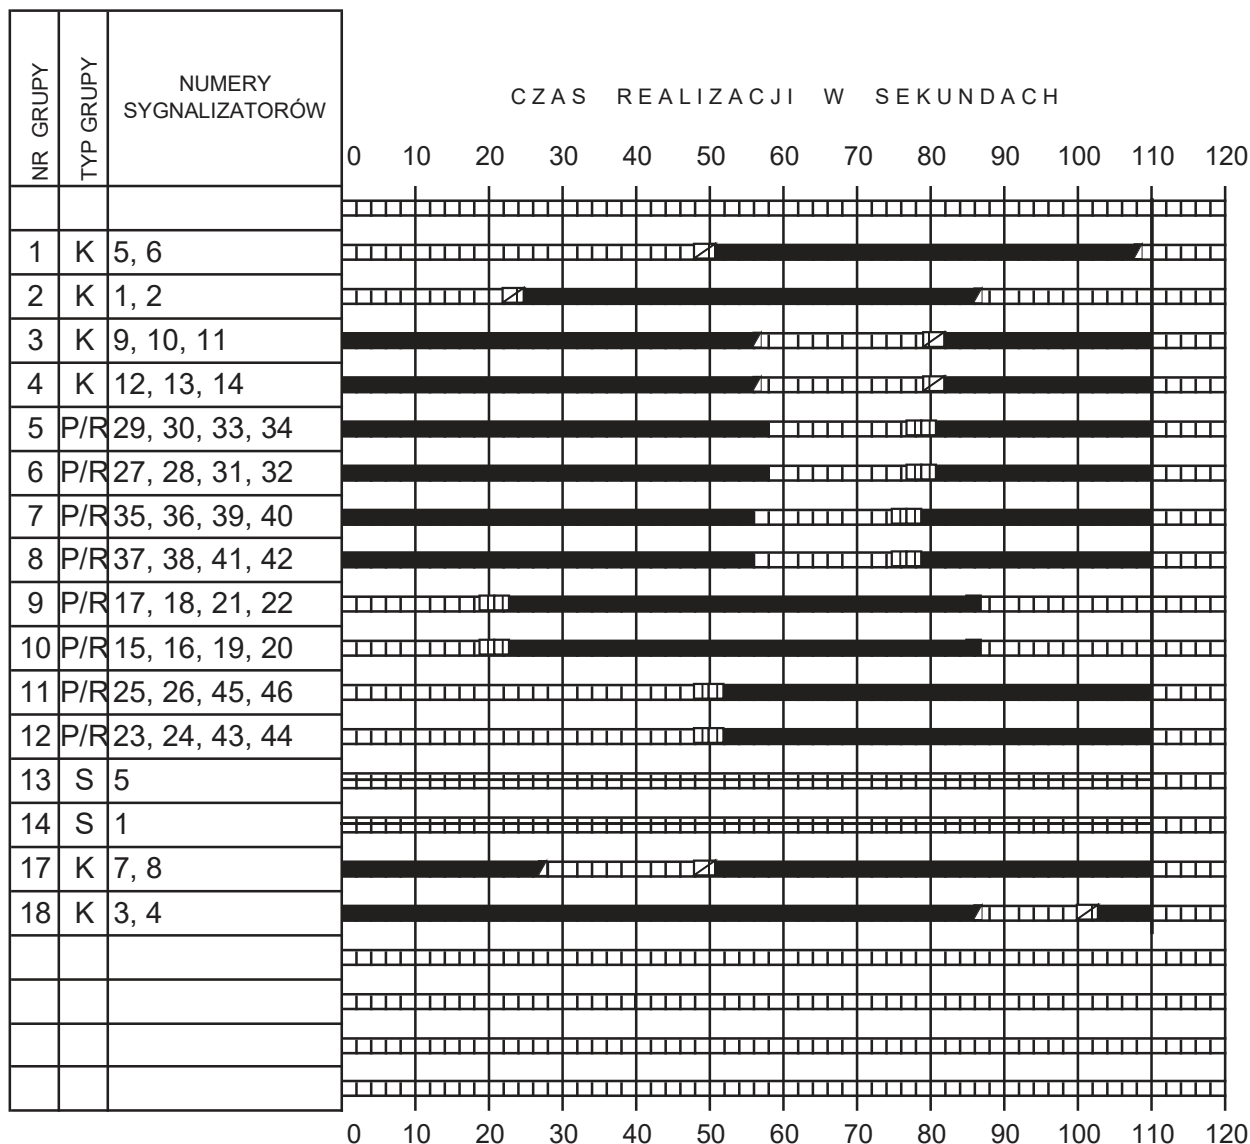 NR GRUPY
TYP GRUPY
NUMERY
SYGNALIZATORÓW
CZAS REALIZACJI W SEKUNDACH
0 10 20 30 40 50 60 70 80 90 100 110 120
1 K 5, 6
2 K 1, 2
3 K 9, 10, 11
4 K 12, 13, 14
5 P/R 29, 30, 33, 34
6 P/R 27, 28, 31, 32
7 P/R 35, 36, 39, 40
8 P/R 37, 38, 41, 42
9 P/R 17, 18, 21, 22
10 P/R 15, 16, 19, 20
11 P/R 25, 26, 45, 46
12 P/R 23, 24, 43, 44
13 S 5
14 S 1
17 K 7, 8
18 K 3, 4
0 10 20 30 40 50 60 70 80 90 100 110 120